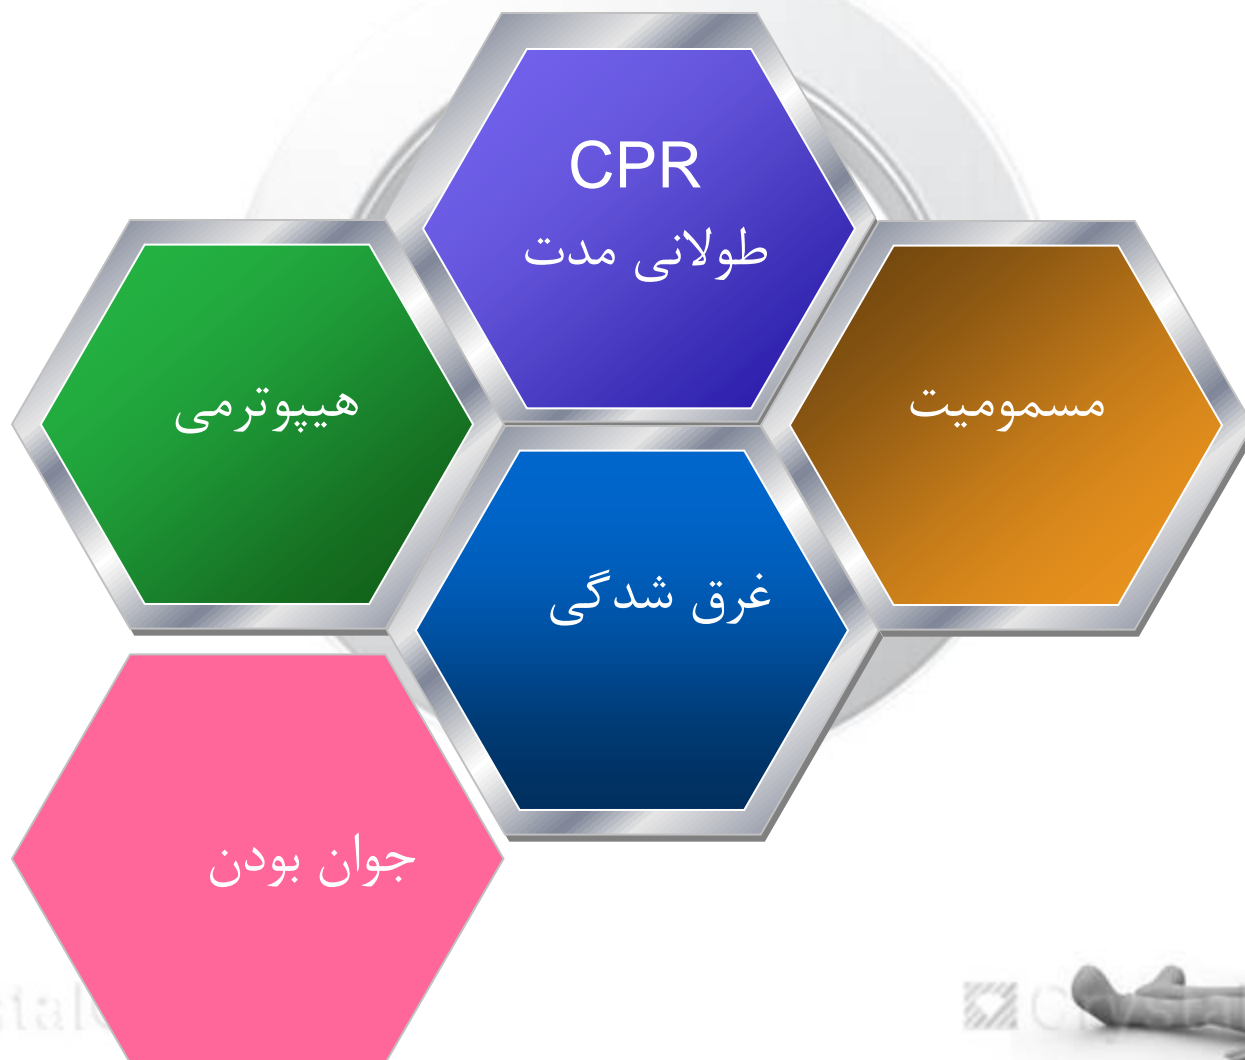 CPR
طولانی مدت
مسمومیت
هیپوترمی
غرق شدگی
جوان بودن